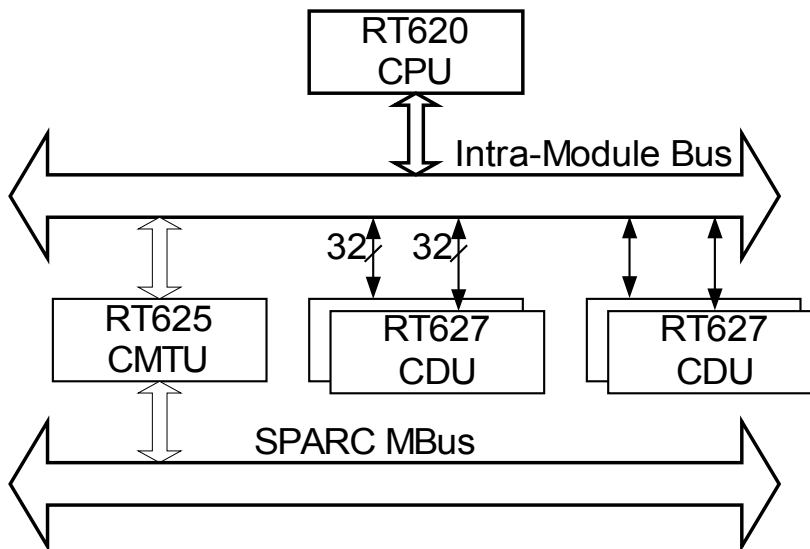 RT620
CPU
Intra-Module Bus
32 32
RT625
CMTU
RT627
CDU
RT627
CDU
SPARC MBus